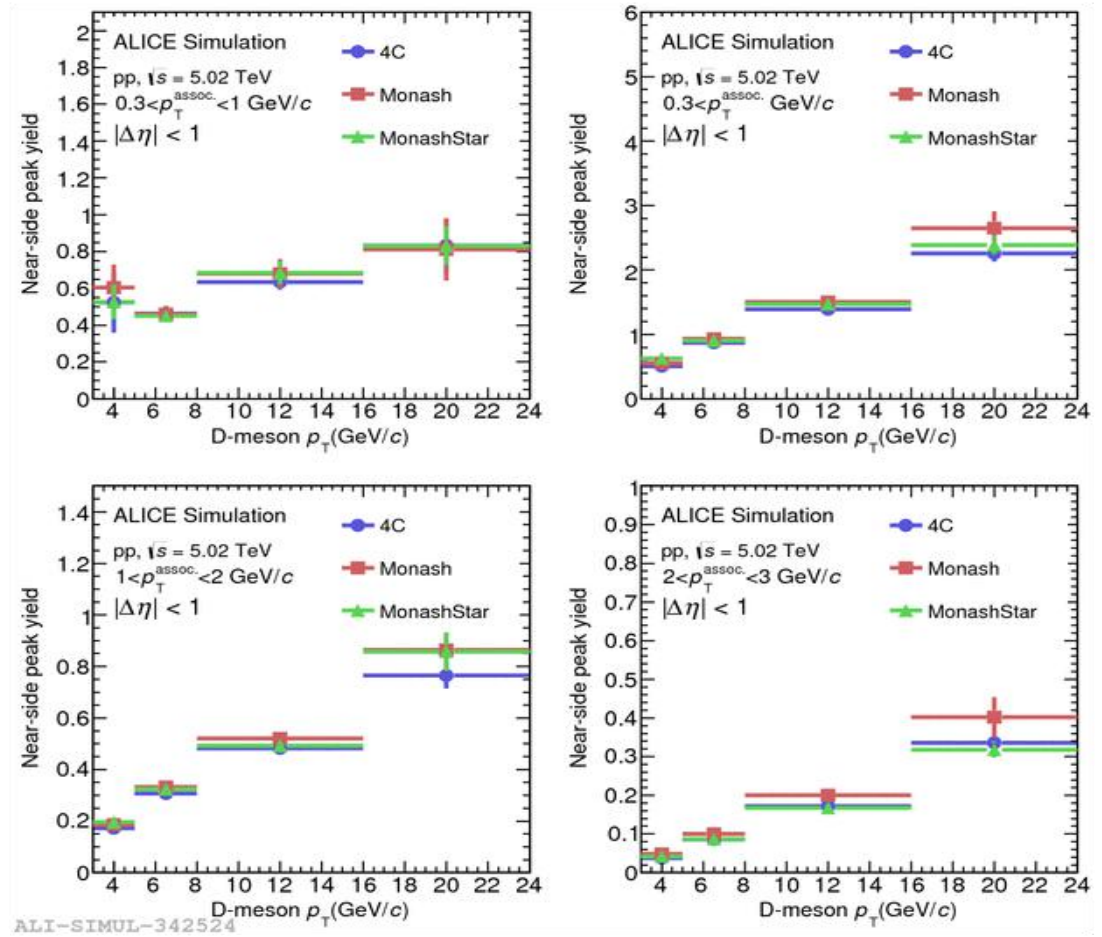 ALICE Simulation
pp, √s = 5.02 TeV
0.3<p_T^assoc.<1 GeV/c
|Δη| < 1
4C
Monash
MonashStar
Near-side peak yield
2
1.8
1.6
1.4
1.2
1
0.8
0.6
0.4
0.2
0
4 6 8 10 12 14 16 18 20 22 24
D-meson p_T(GeV/c)
ALICE Simulation
pp, √s = 5.02 TeV
0.3<p_T^assoc. GeV/c
|Δη| < 1
4C
Monash
MonashStar
Near-side peak yield
6
5
4
3
2
1
0
4 6 8 10 12 14 16 18 20 22 24
D-meson p_T(GeV/c)
ALICE Simulation
pp, √s = 5.02 TeV
1<p_T^assoc.<2 GeV/c
|Δη| < 1
4C
Monash
MonashStar
Near-side peak yield
1.4
1.2
1
0.8
0.6
0.4
0.2
0
4 6 8 10 12 14 16 18 20 22 24
D-meson p_T(GeV/c)
ALICE Simulation
pp, √s = 5.02 TeV
2<p_T^assoc.<3 GeV/c
|Δη| < 1
4C
Monash
MonashStar
Near-side peak yield
1
0.9
0.8
0.7
0.6
0.5
0.4
0.3
0.2
0.1
0
4 6 8 10 12 14 16 18 20 22 24
D-meson p_T(GeV/c)
ALI-SIMUL-342524